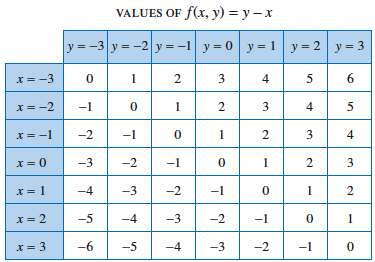 VALUES OF f(x, y) = y – x
y = –3 y = –2 y = –1 y = 0 y = 1 y = 2 y = 3
x = –3 0 1 2 3 4 5 6
x = –2 –1 0 1 2 3 4 5
x = –1 –2 –1 0 1 2 3 4
x = 0 –3 –2 –1 0 1 2 3
x = 1 –4 –3 –2 –1 0 1 2
x = 2 –5 –4 –3 –2 –1 0 1
x = 3 –6 –5 –4 –3 –2 –1 0